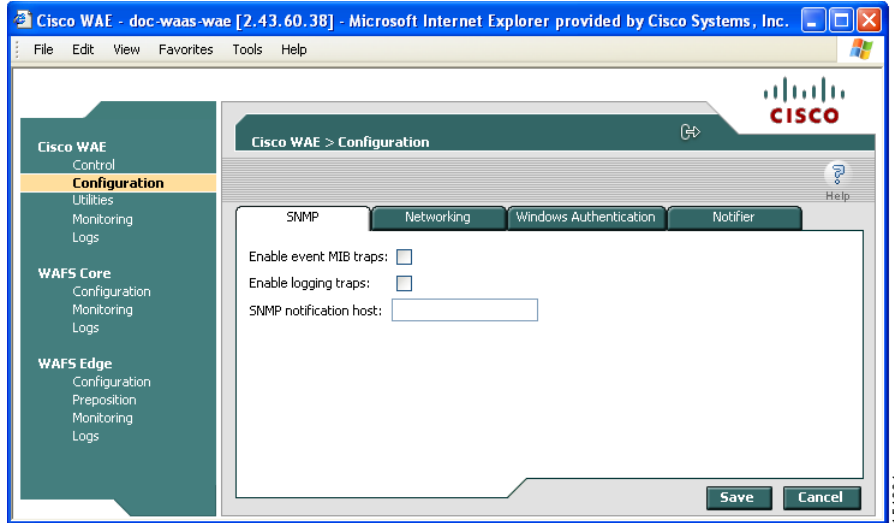 Cisco WAE - doc-waas-wae [2.43.60.38] - Microsoft Internet Explorer provided by Cisco Systems, Inc.
File Edit View Favorites Tools Help
CISCO
Cisco WAE > Configuration
Help
Cisco WAE
Control
Configuration
Utilities
Monitoring
Logs
WAFS Core
Configuration
Monitoring
Logs
WAFS Edge
Configuration
Preposition
Monitoring
Logs
SNMP Networking Windows Authentication Notifier
Enable event MIB traps:
Enable logging traps:
SNMP notification host:
Save Cancel